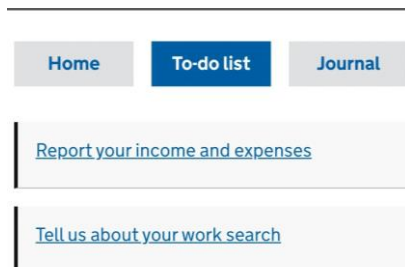 Home To-do list Journal
Report your income and expenses
Tell us about your work search